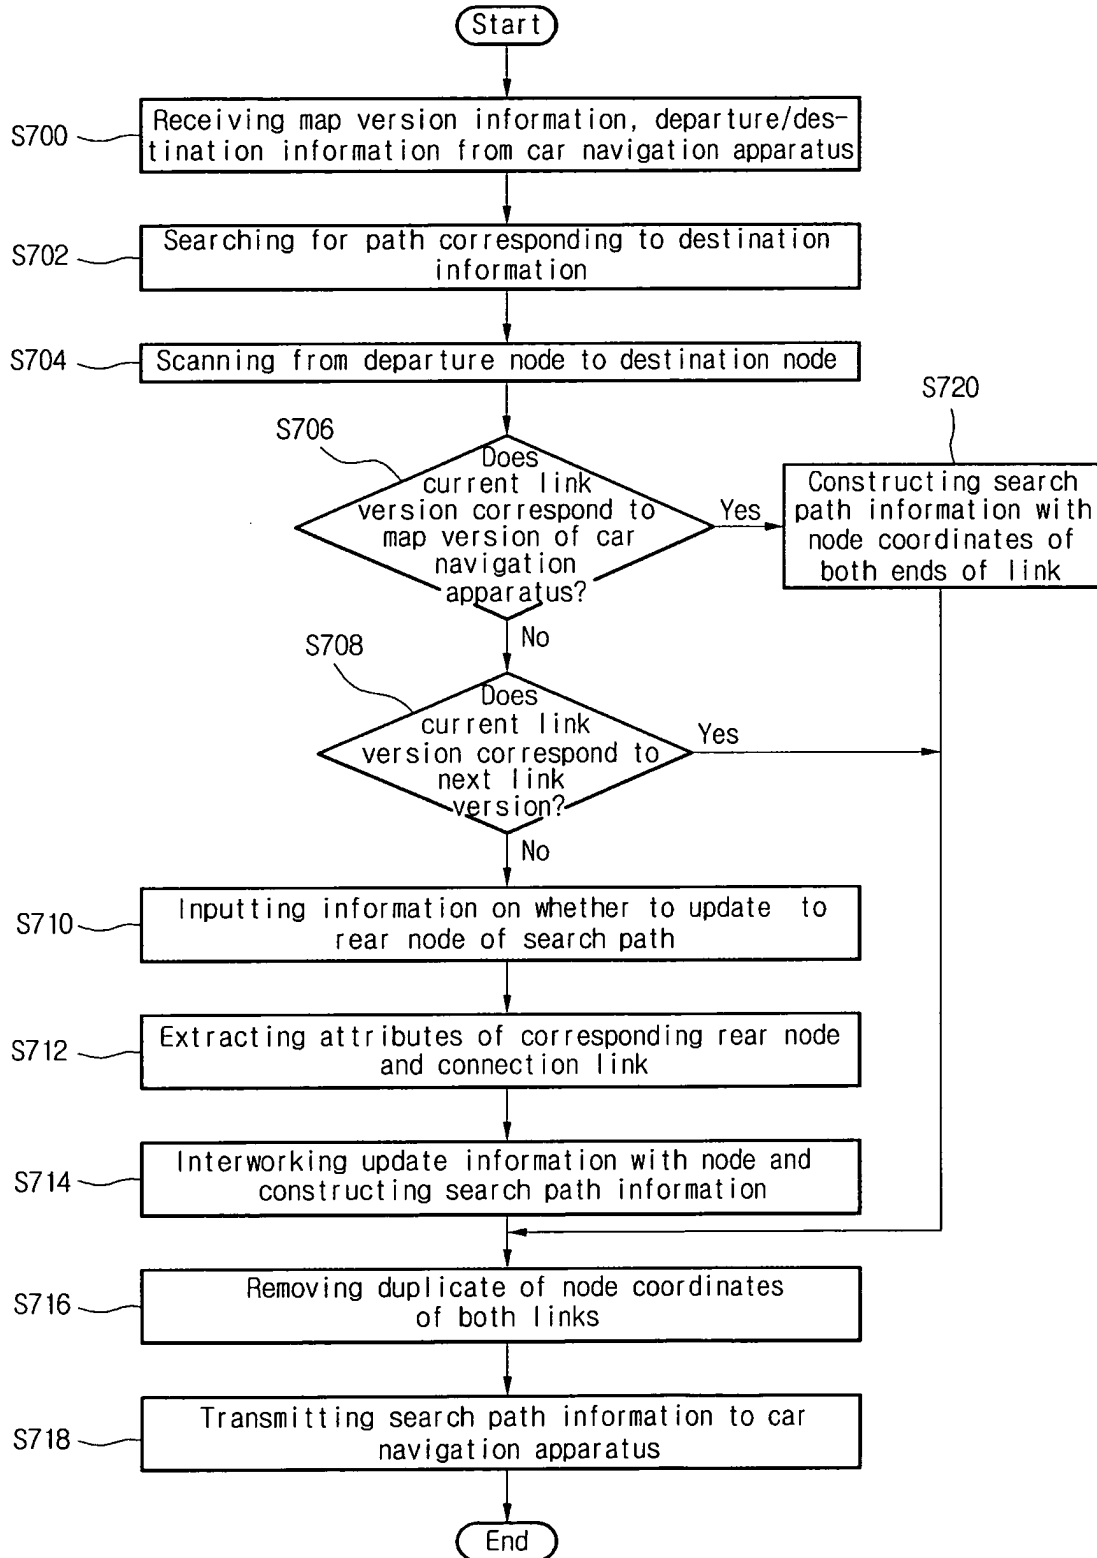 Start
S700
Receiving map version information, departure/des-
tination information from car navigation apparatus
S702
Searching for path corresponding to destination
information
S704
Scanning from departure node to destination node
S720
S706
Does
current link
version correspond to
map version of car
navigation
apparatus?
Yes
Constructing search
path information with
node coordinates of
both ends of link
No
S708
Does
current link
version correspond to
next link
version?
Yes
No
S710
Inputting information on whether to update to
rear node of search path
S712
Extracting attributes of corresponding rear node
and connection link
S714
Interworking update information with node and
constructing search path information
S716
Removing duplicate of node coordinates
of both links
S718
Transmitting search path information to car
navigation apparatus
End